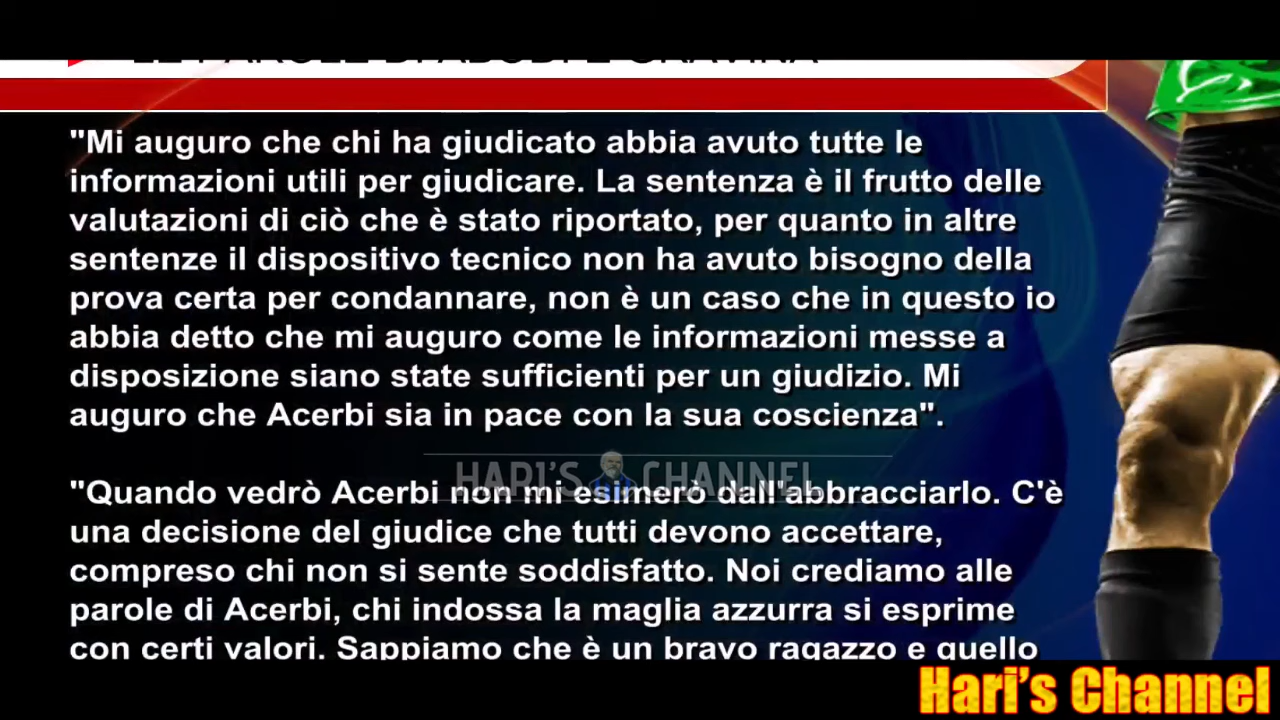 LE PAROLE DI ABODI E GRAVINA
"Mi auguro che chi ha giudicato abbia avuto tutte le
informazioni utili per giudicare. La sentenza è il frutto delle
valutazioni di ciò che è stato riportato, per quanto in altre
sentenze il dispositivo tecnico non ha avuto bisogno della
prova certa per condannare, non è un caso che in questo io
abbia detto che mi auguro come le informazioni messe a
disposizione siano state sufficienti per un giudizio. Mi
auguro che Acerbi sia in pace con la sua coscienza".
HARI'S CHANNEL
"Quando vedrò Acerbi non mi esimerò dall'abbracciarlo. C'è
una decisione del giudice che tutti devono accettare,
compreso chi non si sente soddisfatto. Noi crediamo alle
parole di Acerbi, chi indossa la maglia azzurra si esprime
con certi valori. Sappiamo che è un bravo ragazzo e quello
Hari's Channel